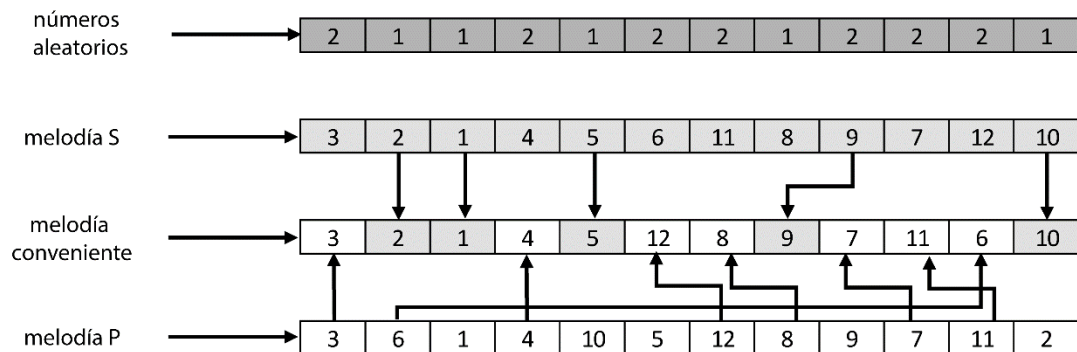 números
aleatorios
2 1 1 2 1 2 2 1 2 2 2 1
melodía S
3 2 1 4 5 6 11 8 9 7 12 10
melodía
conveniente
3 2 1 4 5 12 8 9 7 11 6 10
melodía P
3 6 1 4 10 5 12 8 9 7 11 2